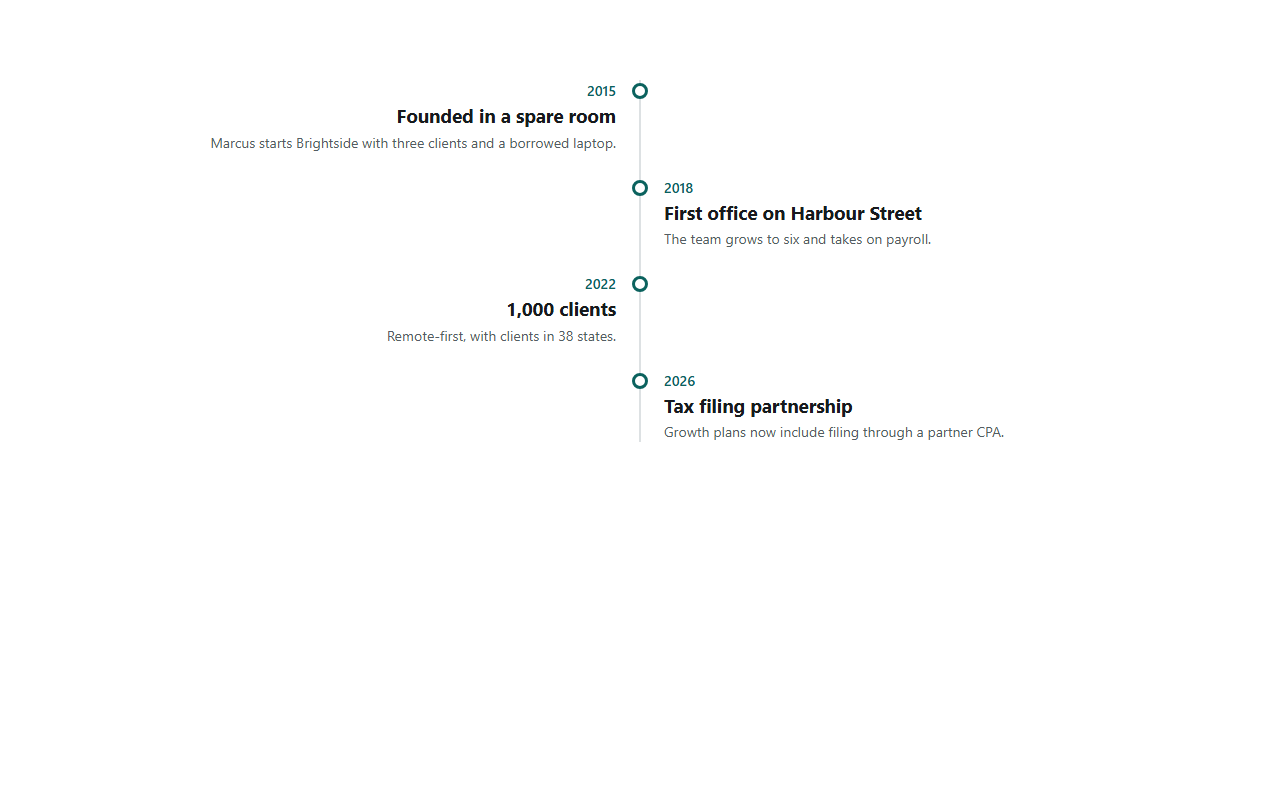 2015
Founded in a spare room
Marcus starts Brightside with three clients and a borrowed laptop.
2018
First office on Harbour Street
The team grows to six and takes on payroll.
2022
1,000 clients
Remote-first, with clients in 38 states.
2026
Tax filing partnership
Growth plans now include filing through a partner CPA.